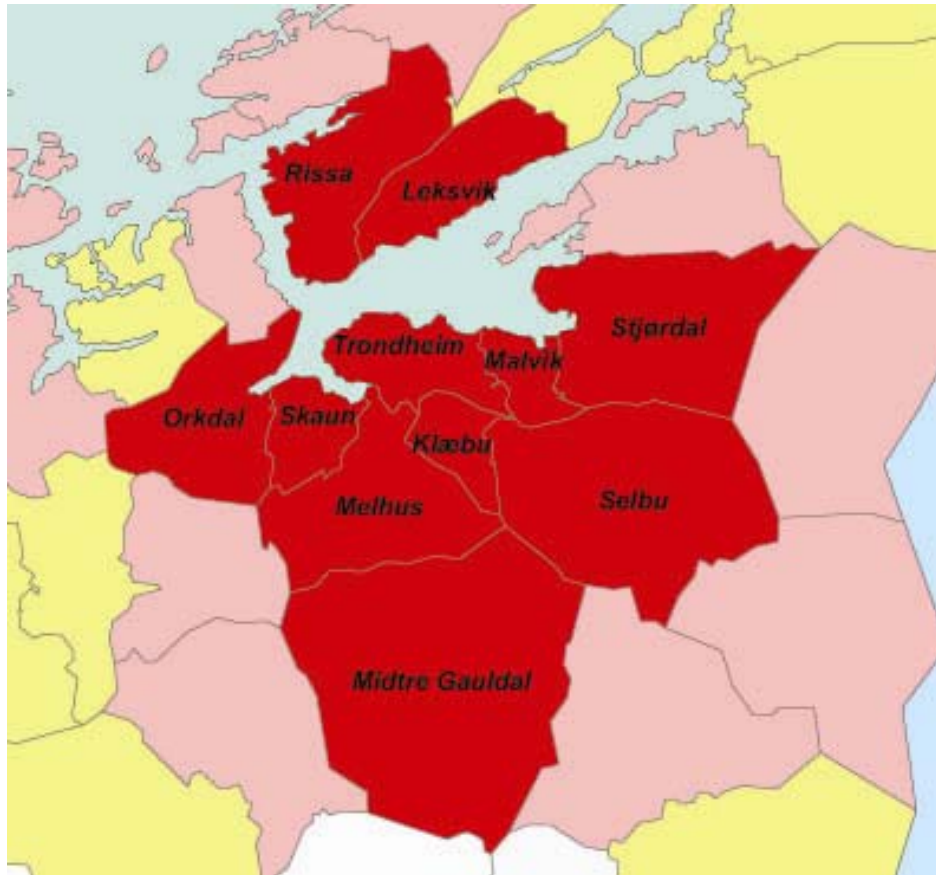 Rissa
Leksvik
Stjørdal
Trondheim
Malvik
Orkdal
Skaun
Klæbu
Melhus
Selbu
Midtre Gauldal